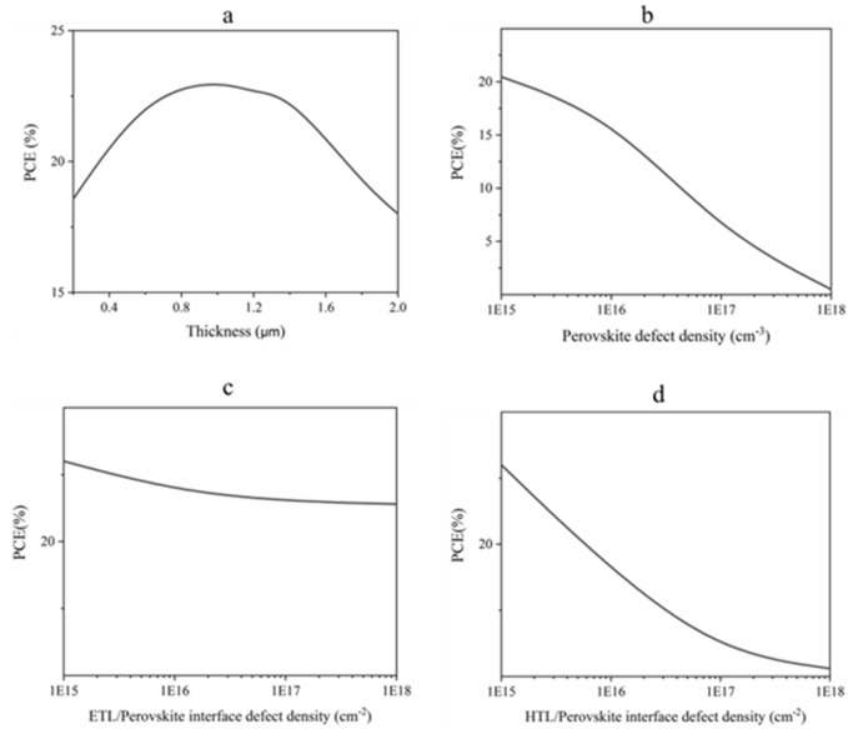 a
25
20
15
PCE (%)
0.4 0.8 1.2 1.6 2.0
Thickness (μm)
b
20
15
10
5
PCE(%)
1E15 1E16 1E17 1E18
Perovskite defect density (cm⁻³)
c
20
PCE(%)
1E15 1E16 1E17 1E18
ETL/Perovskite interface defect density (cm⁻²)
d
20
PCE(%)
1E15 1E16 1E17 1E18
HTL/Perovskite interface defect density (cm⁻²)